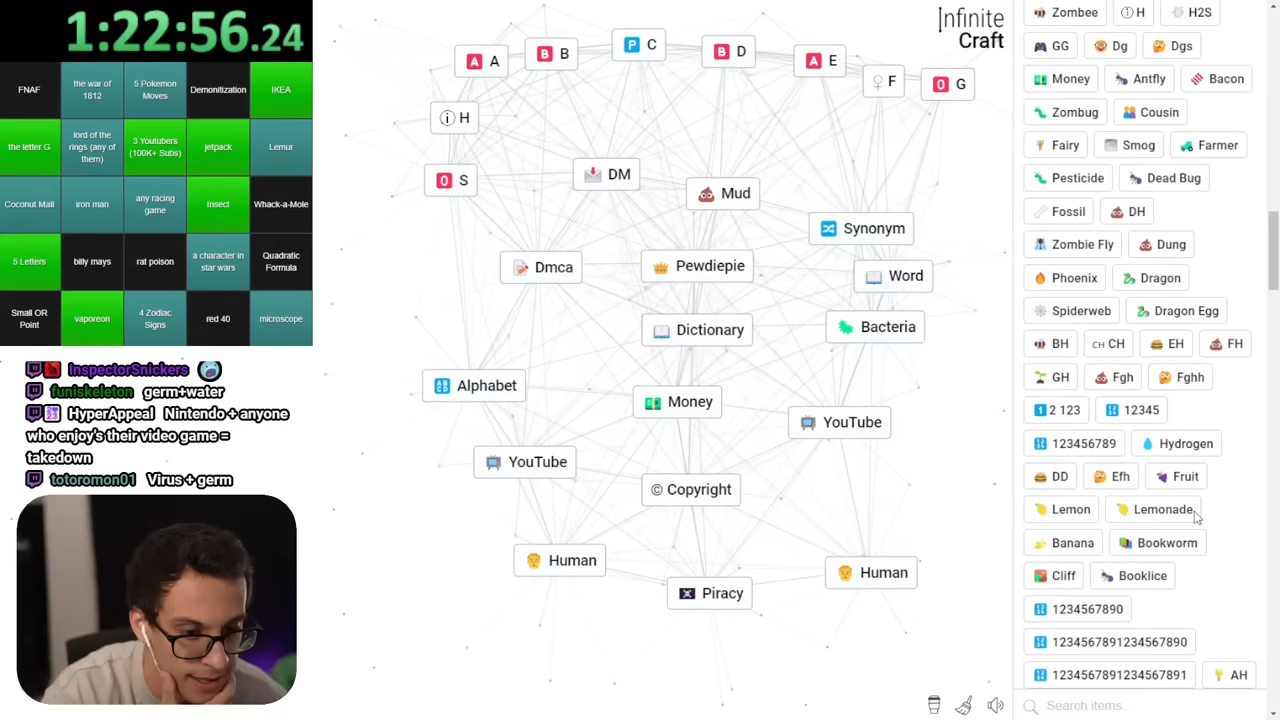 1:22:56.24
FNAF
the war of
1812
5 Pokemon
Moves
Demonitization
IKEA
the letter G
lord of the
rings (any of
them)
3 Youtubers
(100K+ Subs)
jetpack
Lemur
Coconut Mall
iron man
any racing
game
Insect
Whack-a-Mole
5 Letters
billy mays
rat poison
a character in
star wars
Quadratic
Formula
Small OR
Point
vaporeon
4 Zodiac
Signs
red 40
microscope
InspectorSnickers
funiskeleton germ+water
HyperAppeal Nintendo + anyone
who enjoy's their video game =
takedown
totoromon01 Virus + germ
Infinite
Craft
A A
B B
P C
B D
A E
F
O G
H
O S
DM
Mud
Synonym
Dmca
Pewdiepie
Word
Dictionary
Bacteria
Alphabet
Money
YouTube
YouTube
© Copyright
Human
Human
Piracy
Zombee
H
H2S
GB
Dg
Dgs
Money
Antfly
Bacon
Zombug
Cousin
Fairy
Smog
Farmer
Pesticide
Dead Bug
Fossil
DH
Zombie Fly
Dung
Phoenix
Dragon
Spiderweb
Dragon Egg
BH
CH CH
EH
FH
GH
Fgh
Fghh
1 2 123
12345
123456789
Hydrogen
DD
Efh
Fruit
Lemon
Lemonade
Banana
Bookworm
Cliff
Booklice
1234567890
1234567891234567890
1234567891234567891
AH
Search items...